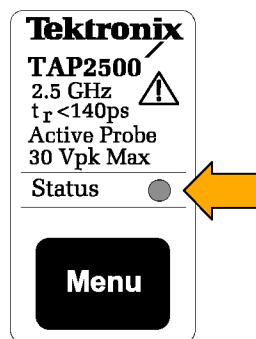 Tektronix
TAP2500
2.5 GHz
tr<140ps
Active Probe
30 Vpk Max
Status
Menu